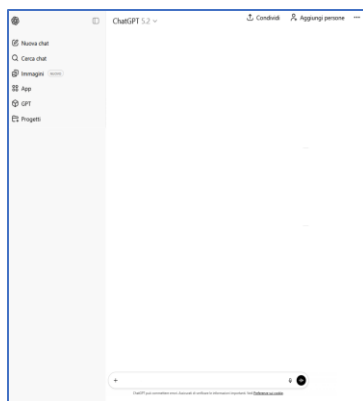 ChatGPT 5.2
Condividi
Aggiungi persone
Nuova chat
Cerca chat
Immagini
App
GPT
Progetti